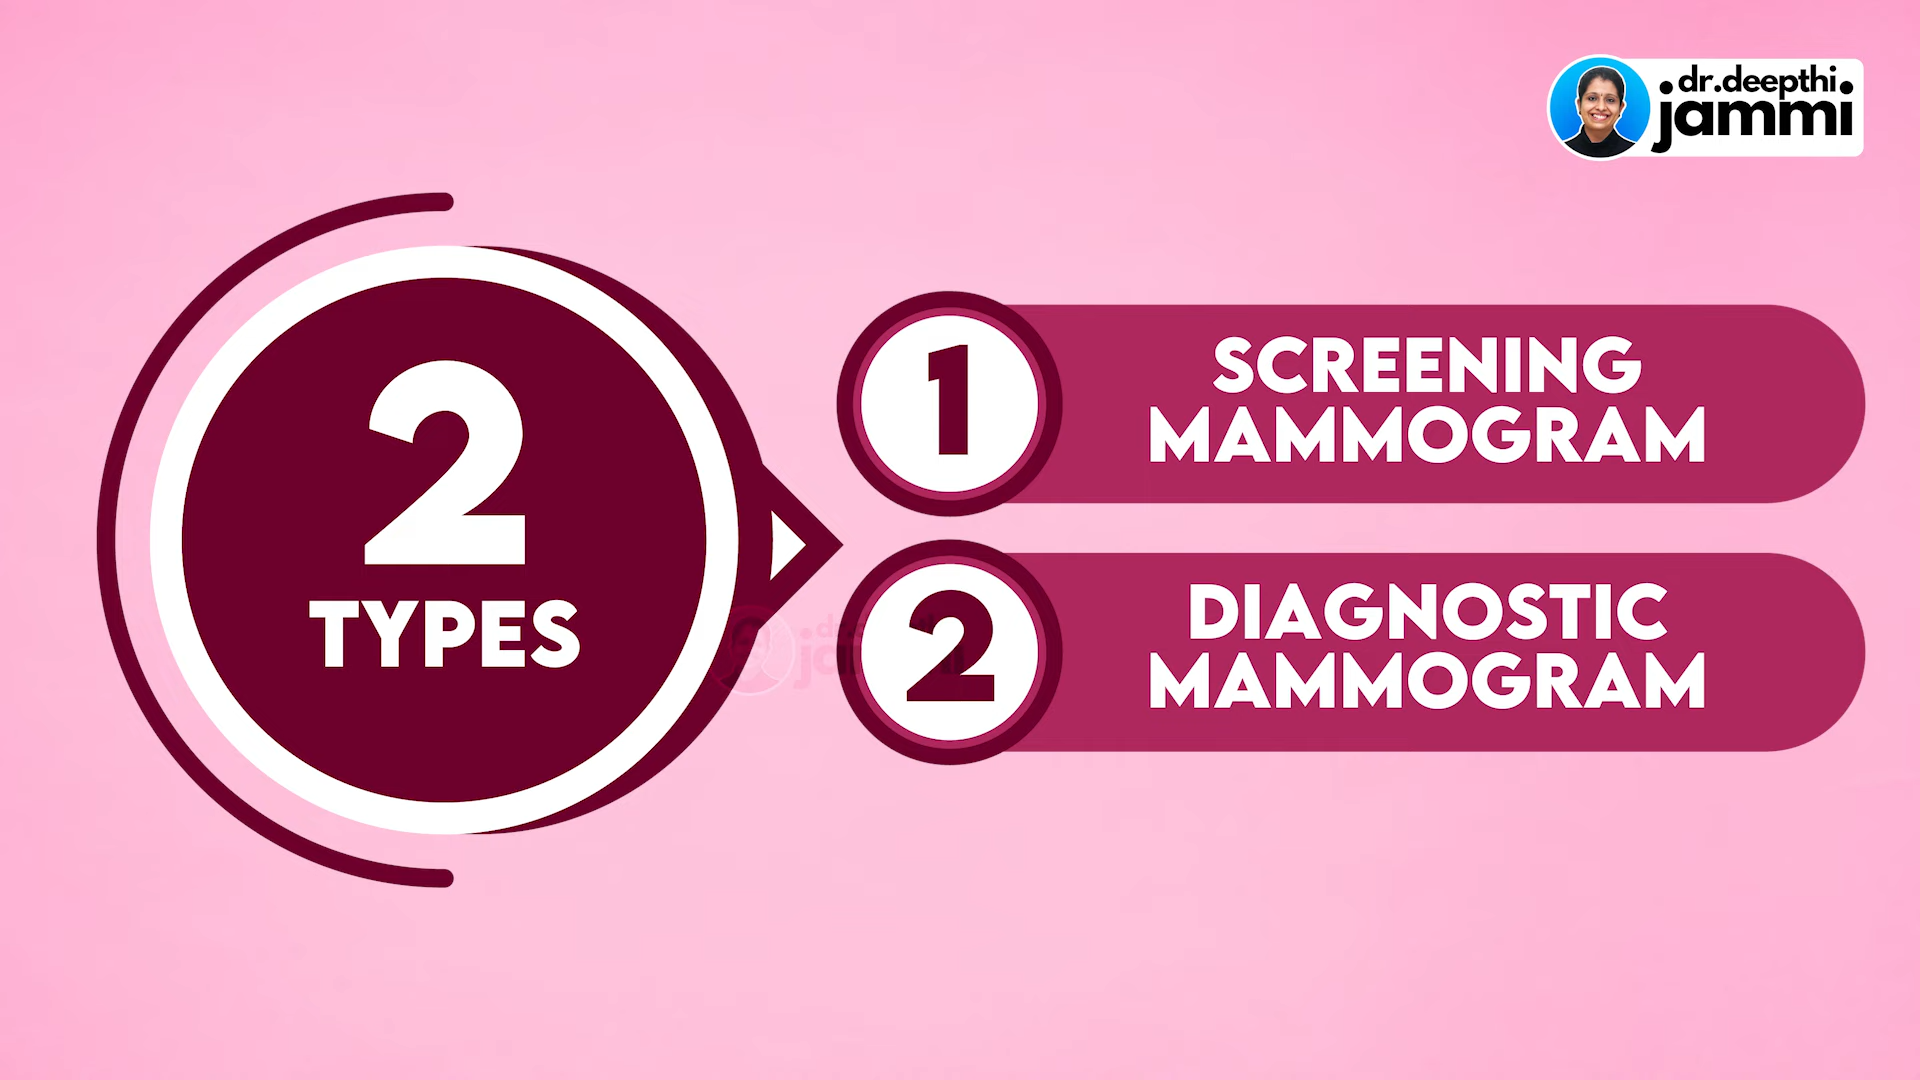 dr.deepthi
jammi
2
TYPES
1
SCREENING
MAMMOGRAM
2
DIAGNOSTIC
MAMMOGRAM